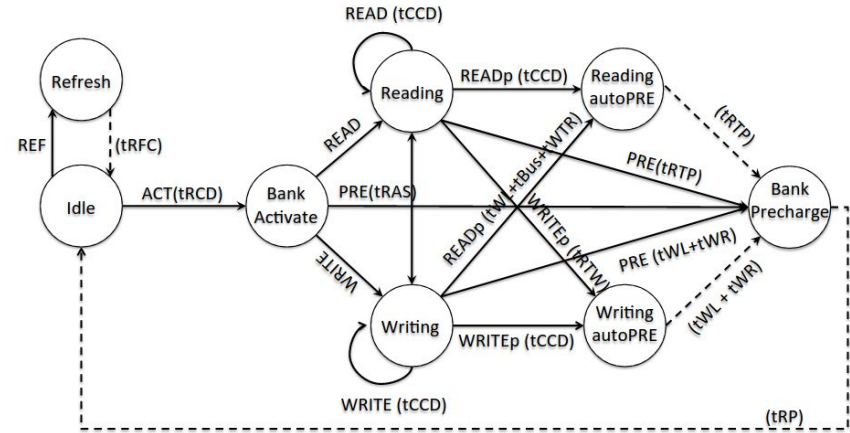 READ (tCCD)
Refresh
Reading
READp (tCCD)
Reading
autoPRE
REF
(tRFC)
READ
(tRTP)
PRE(tRTP)
READp (tWL+tBus+tWTR)
Idle
ACT(tRCD)
Bank
Activate
PRE(tRAS)
Bank
Precharge
WRITEp (tRTW)
WRITE
PRE (tWL+tWR)
(tWL + tWR)
Writing
WRITEp (tCCD)
Writing
autoPRE
WRITE (tCCD)
(tRP)